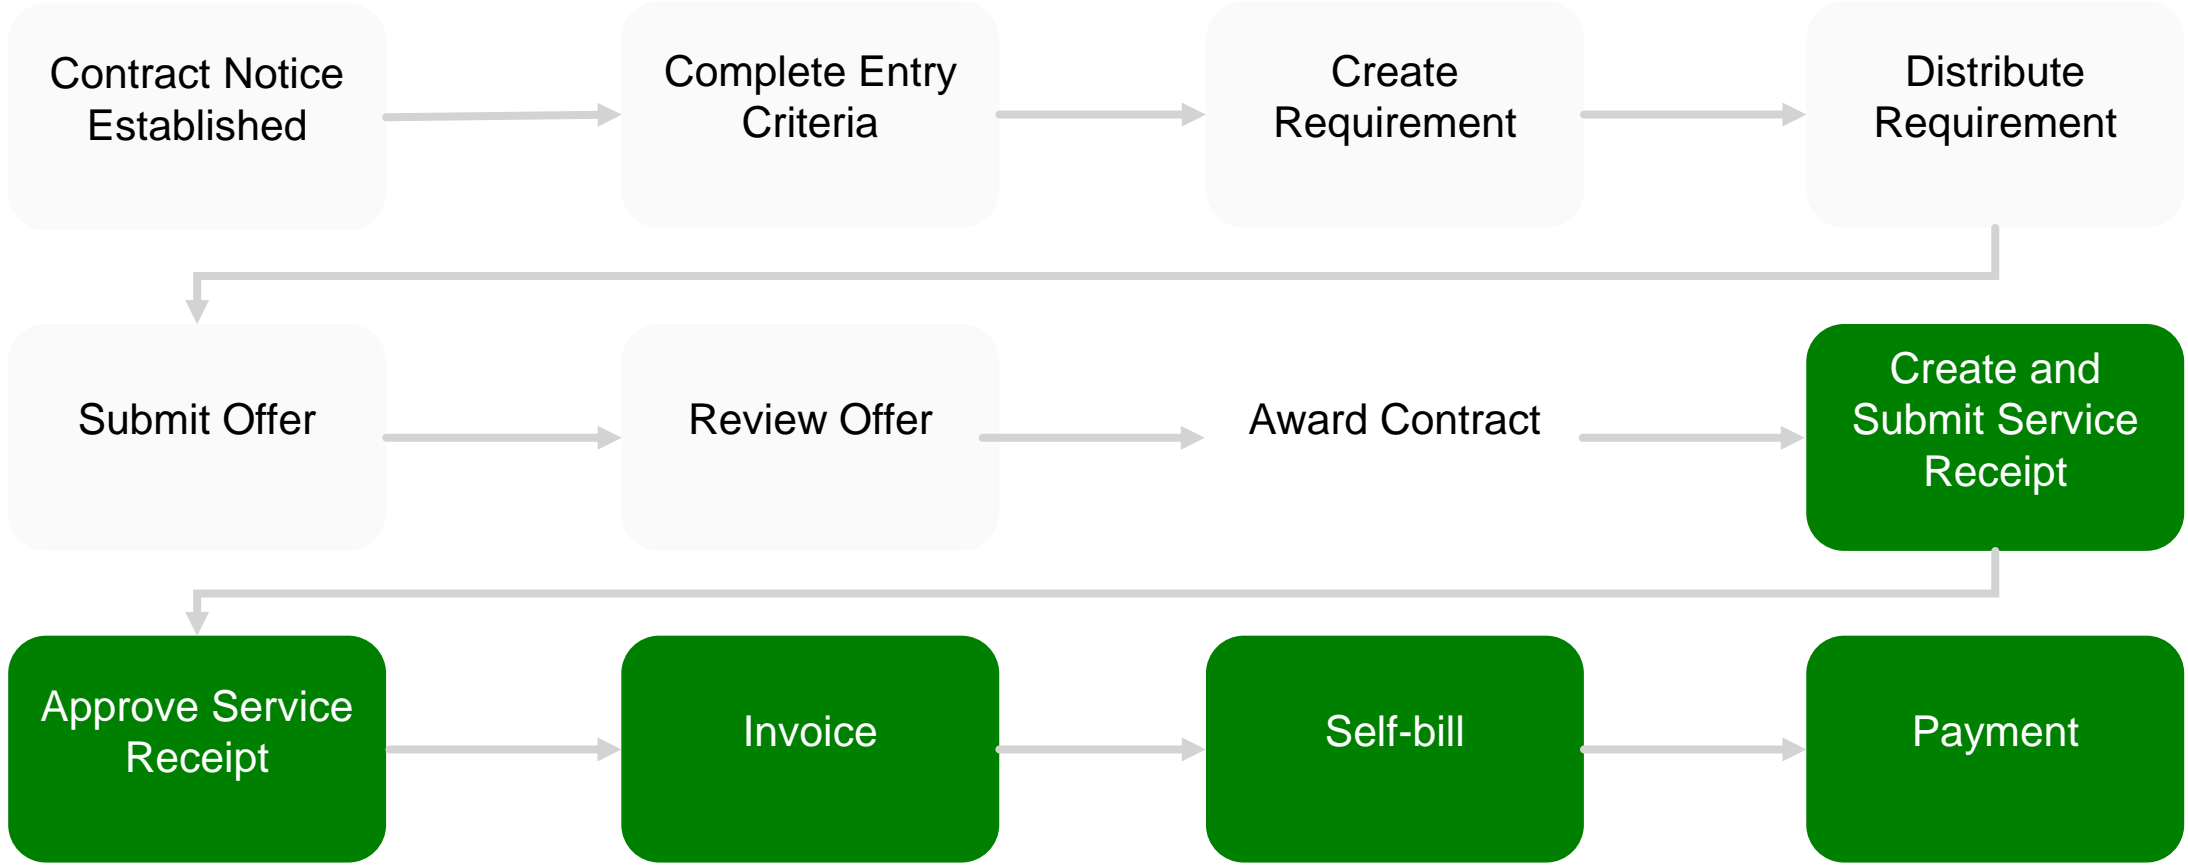 Contract Notice
Established
Complete Entry
Criteria
Create
Requirement
Distribute
Requirement
Submit Offer
Review Offer
Award Contract
Create and
Submit Service
Receipt
Approve Service
Receipt
Invoice
Self-bill
Payment